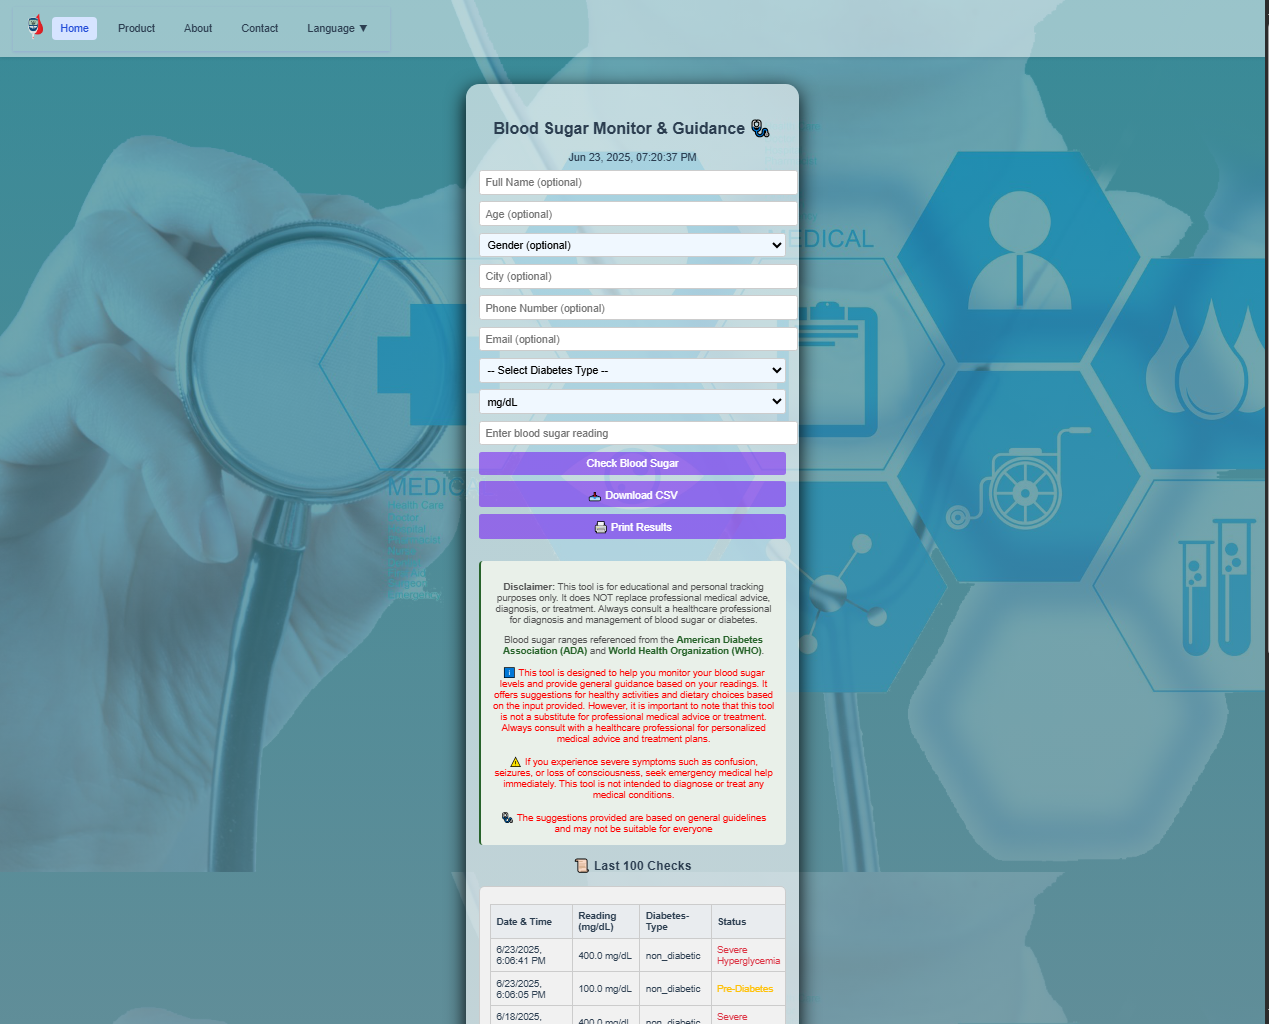 Home
Product
About
Contact
Language ▼
Blood Sugar Monitor & Guidance
Jun 23, 2025, 07:20:37 PM
Full Name (optional)
Age (optional)
Gender (optional)
City (optional)
Phone Number (optional)
Email (optional)
-- Select Diabetes Type --
mg/dL
Enter blood sugar reading
Check Blood Sugar
Download CSV
Print Results
MEDICAL
MEDIC
Health Care
Doctor
Disclaimer: This tool is for educational and personal tracking
purposes only. It does NOT replace professional medical advice,
diagnosis, or treatment. Always consult a healthcare professional
for diagnosis and management of blood sugar or diabetes.
Blood sugar ranges referenced from the American Diabetes
Association (ADA) and World Health Organization (WHO).
This tool is designed to help you monitor your blood sugar
levels and provide general guidance based on your readings. It
offers suggestions for healthy activities and dietary choices based
on the input provided. However, it is important to note that this tool
is not a substitute for professional medical advice or treatment.
Always consult with a healthcare professional for personalized
medical advice and treatment plans.
If you experience severe symptoms such as confusion,
seizures, or loss of consciousness, seek emergency medical help
immediately. This tool is not intended to diagnose or treat any
medical conditions.
The suggestions provided are based on general guidelines
and may not be suitable for everyone
Last 100 Checks
Date & Time
Reading
(mg/dL)
Diabetes-
Type
Status
6/23/2025,
6:06:41 PM
400.0 mg/dL
non_diabetic
Severe
Hyperglycemia
6/23/2025,
6:06:05 PM
100.0 mg/dL
non_diabetic
Pre-Diabetes
6/18/2025,
400.0 mg/dL
non_diabetic
Severe